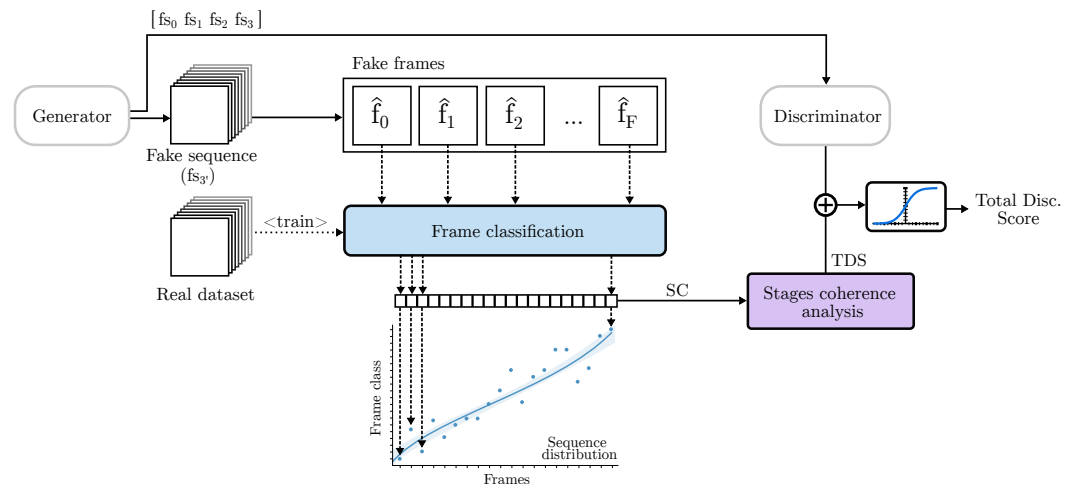 [ fs₀ fs₁ fs₂ fs₃ ]
Fake frames
Generator
f̂₀
f̂₁
f̂₂
...
f̂_F
Discriminator
Fake sequence
(fs₃')
<train>
Frame classification
Total Disc.
Score
Real dataset
TDS
SC
Stages coherence
analysis
Frame class
Sequence
distribution
Frames